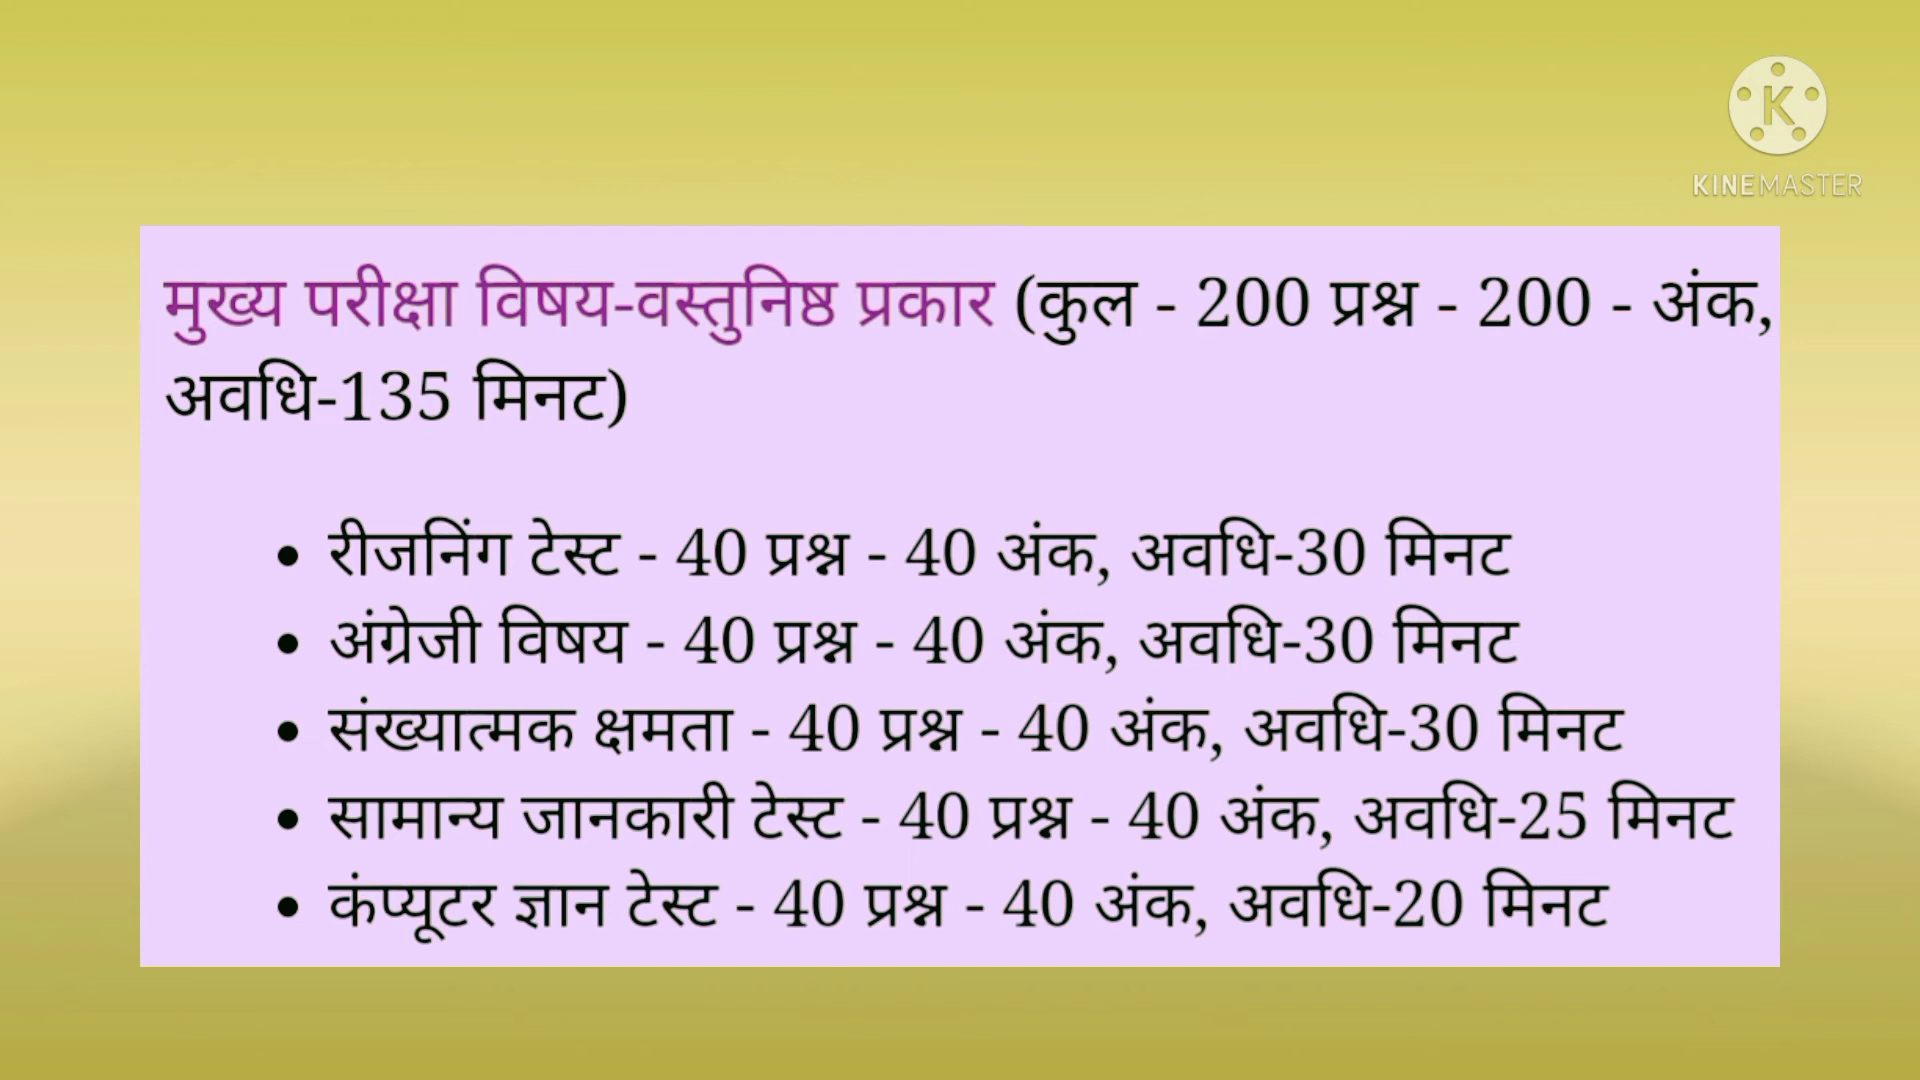 K
KINEMASTER
मुख्य परीक्षा विषय-वस्तुनिष्ठ प्रकार (कुल - 200 प्रश्न - 200 - अंक,
अवधि-135 मिनट)
• रीजनिंग टेस्ट - 40 प्रश्न - 40 अंक, अवधि-30 मिनट
• अंग्रेजी विषय - 40 प्रश्न - 40 अंक, अवधि-30 मिनट
• संख्यात्मक क्षमता - 40 प्रश्न - 40 अंक, अवधि-30 मिनट
• सामान्य जानकारी टेस्ट - 40 प्रश्न - 40 अंक, अवधि-25 मिनट
• कंप्यूटर ज्ञान टेस्ट - 40 प्रश्न - 40 अंक, अवधि-20 मिनट